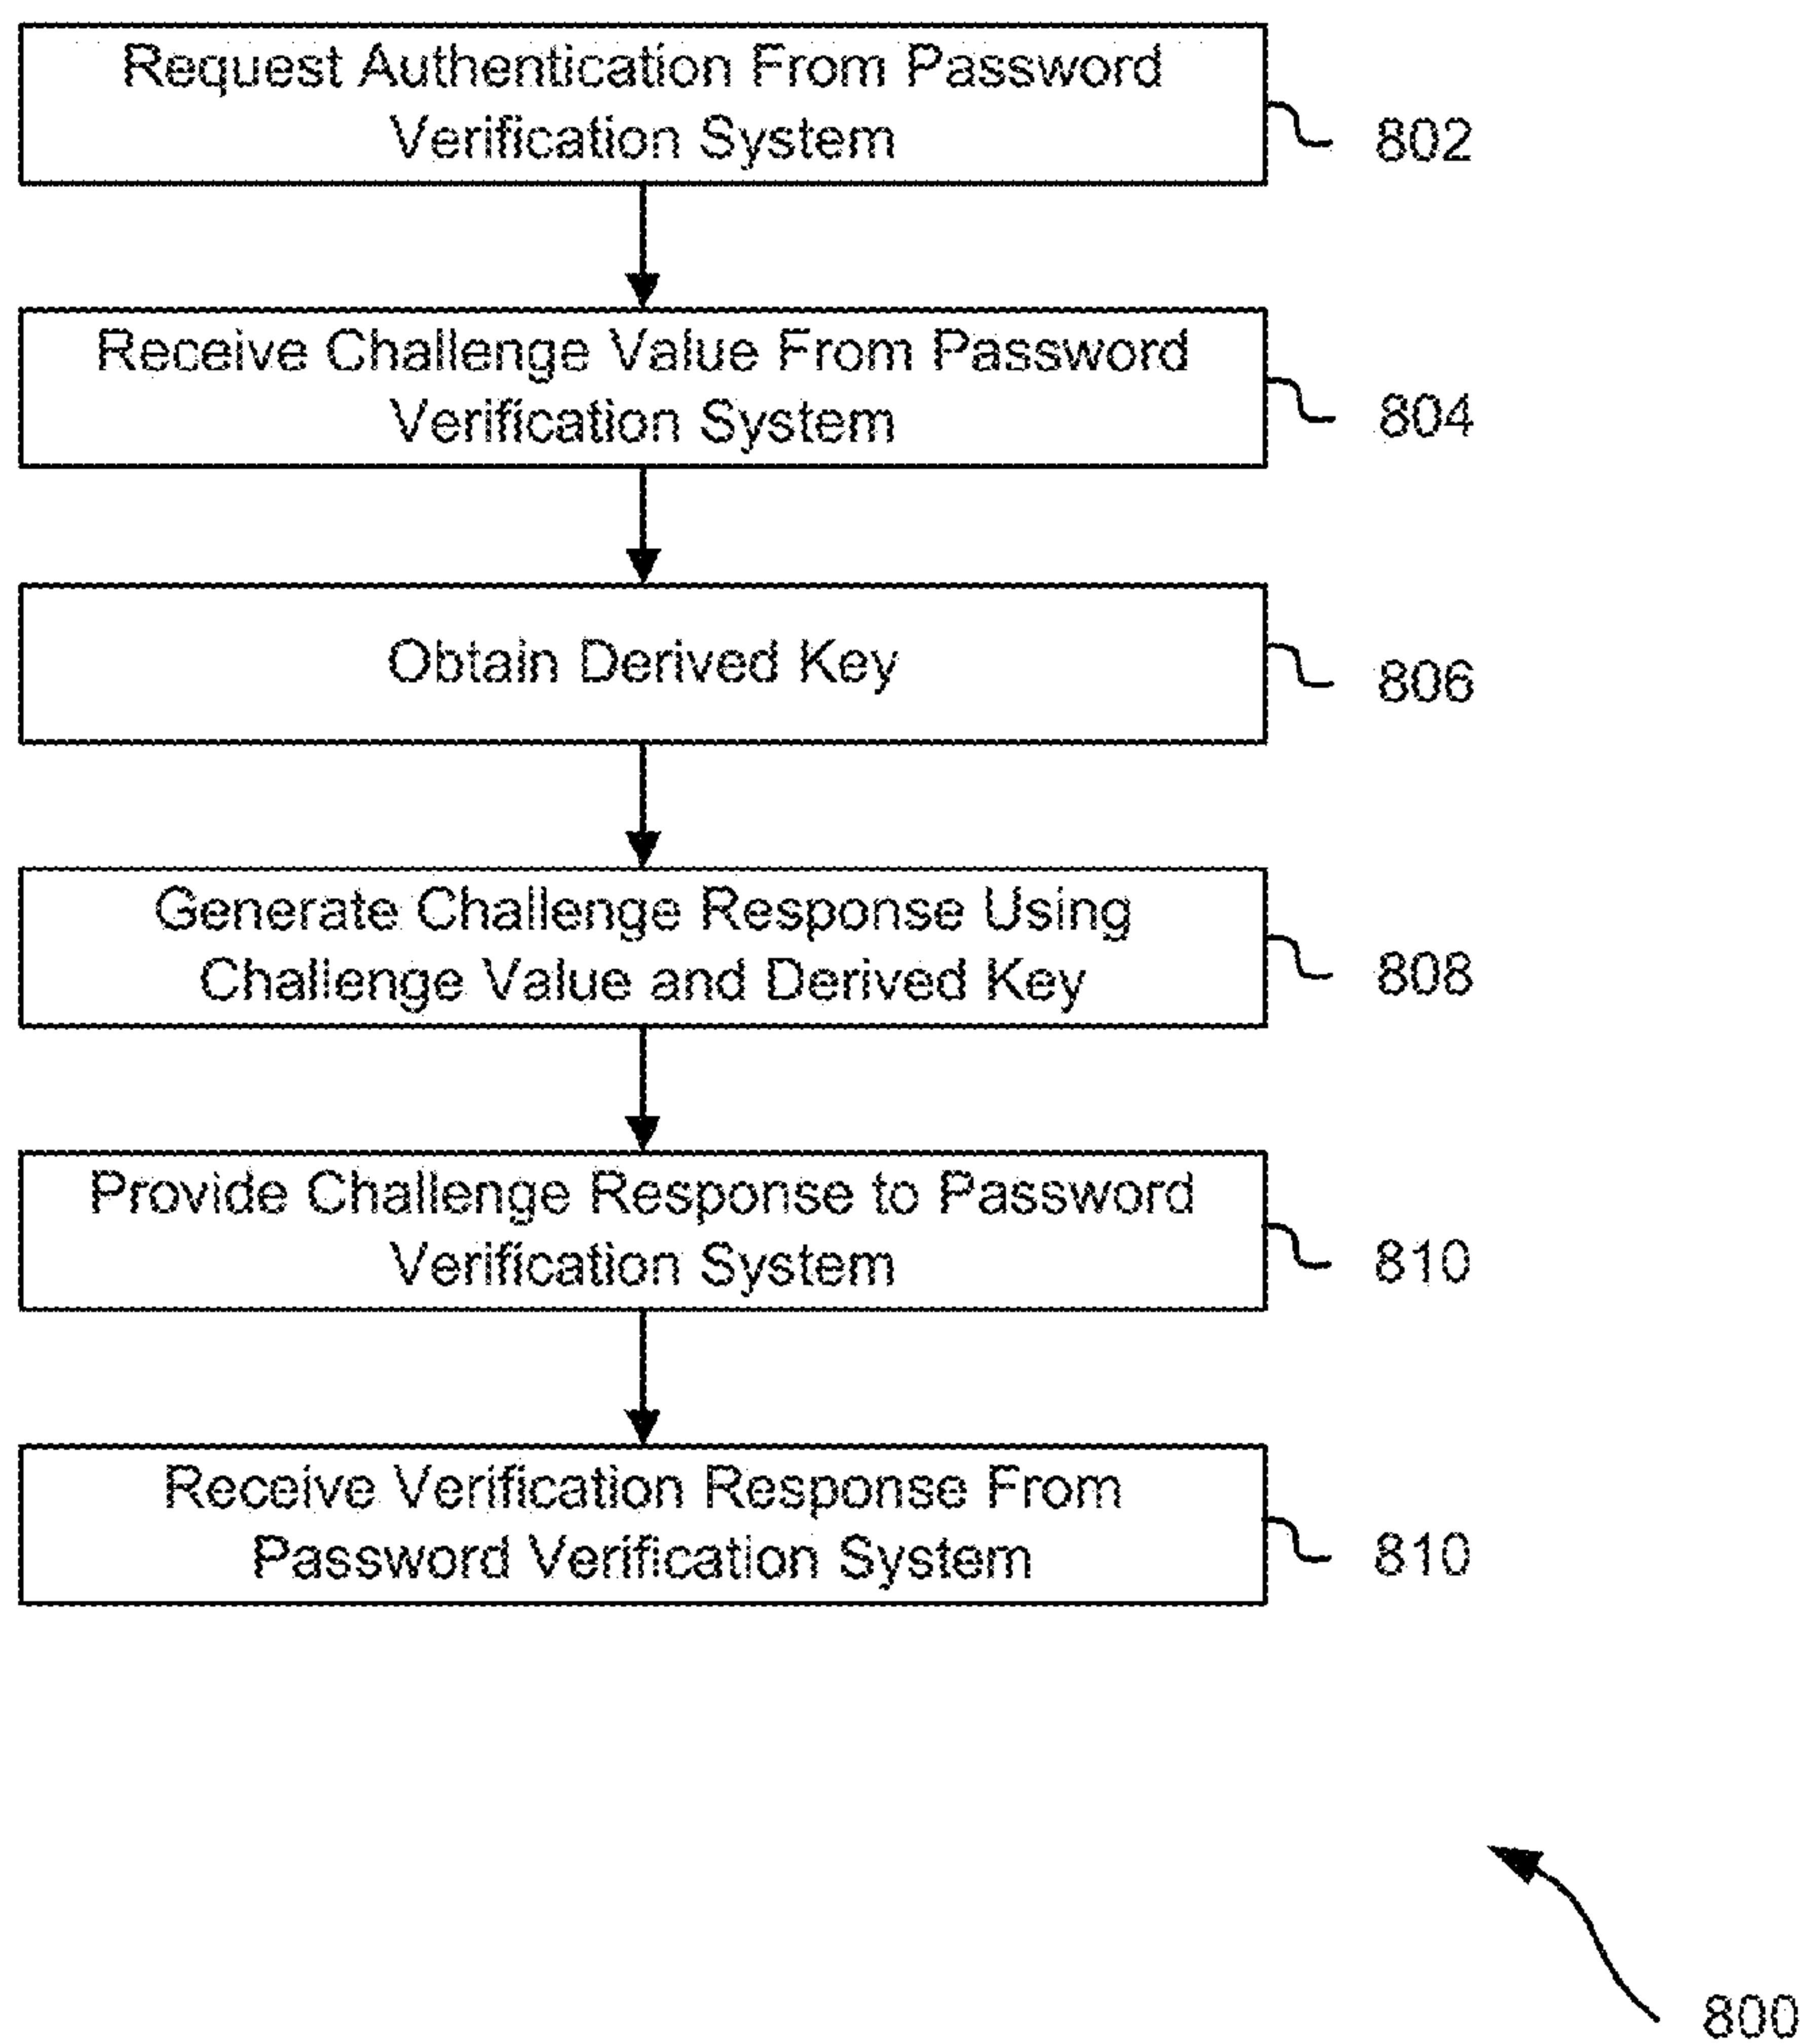 Request Authentication From Password
Verification System
802
Receive Challenge Value From Password
Verification System
804
Obtain Derived Key
806
Generate Challenge Response Using
Challenge Value and Derived Key
808
Provide Challenge Response to Password
Verification System
810
Receive Verification Response From
Password Verification System
810
800